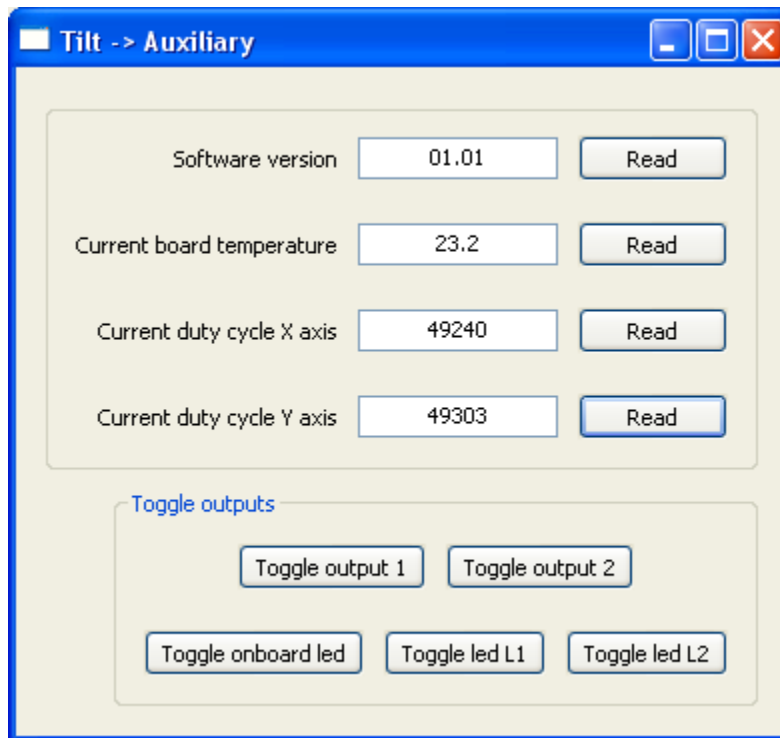 Tilt -> Auxiliary
Software version 01.01 Read
Current board temperature 23.2 Read
Current duty cycle X axis 49240 Read
Current duty cycle Y axis 49303 Read
Toggle outputs
Toggle output 1 Toggle output 2
Toggle onboard led Toggle led L1 Toggle led L2